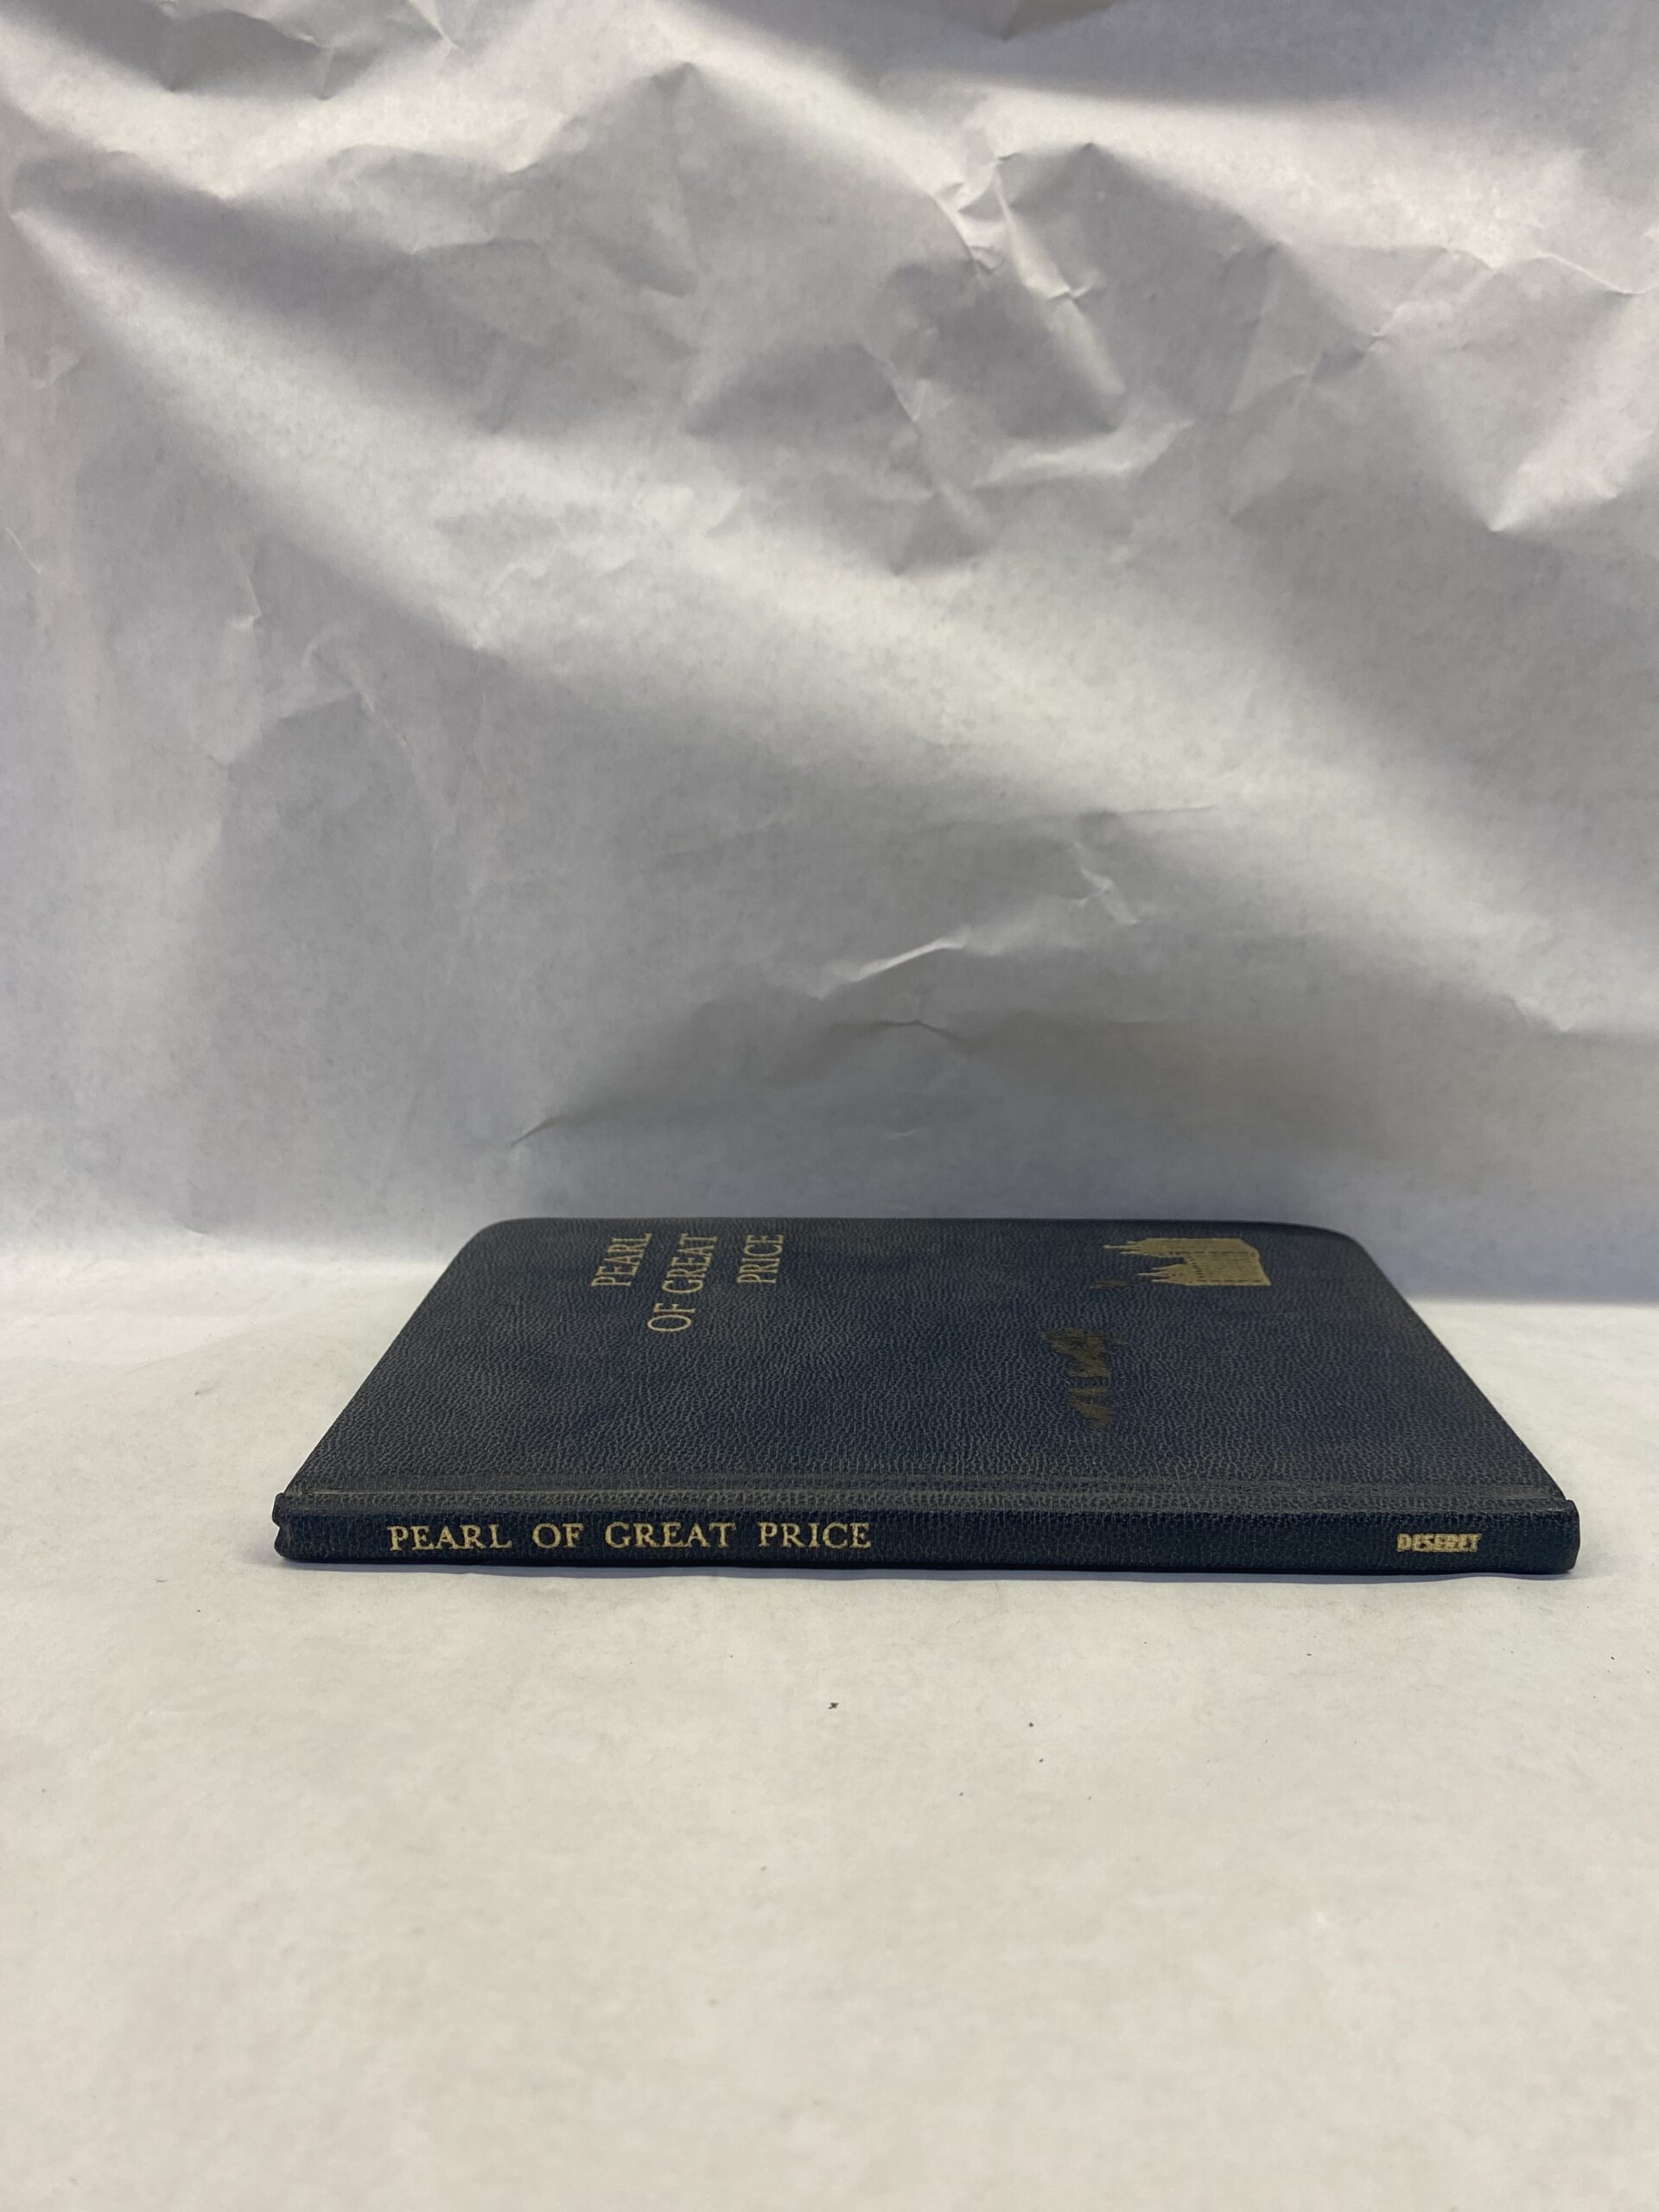 PEARL
OF GREAT
PRICE
PEARL OF GREAT PRICE
DESERET